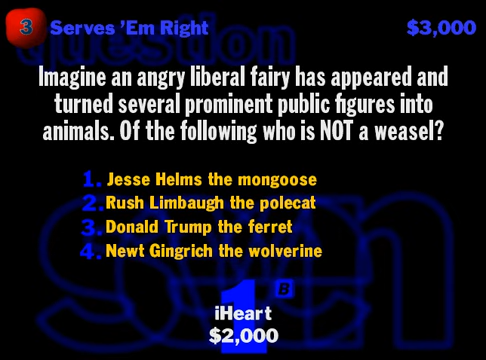 3 Serves 'Em Right $3,000
Question
Imagine an angry liberal fairy has appeared and
turned several prominent public figures into
animals. Of the following who is NOT a weasel?
1. Jesse Helms the mongoose
2. Rush Limbaugh the polecat
3. Donald Trump the ferret
4. Newt Gingrich the wolverine
1 B
iHeart
$2,000